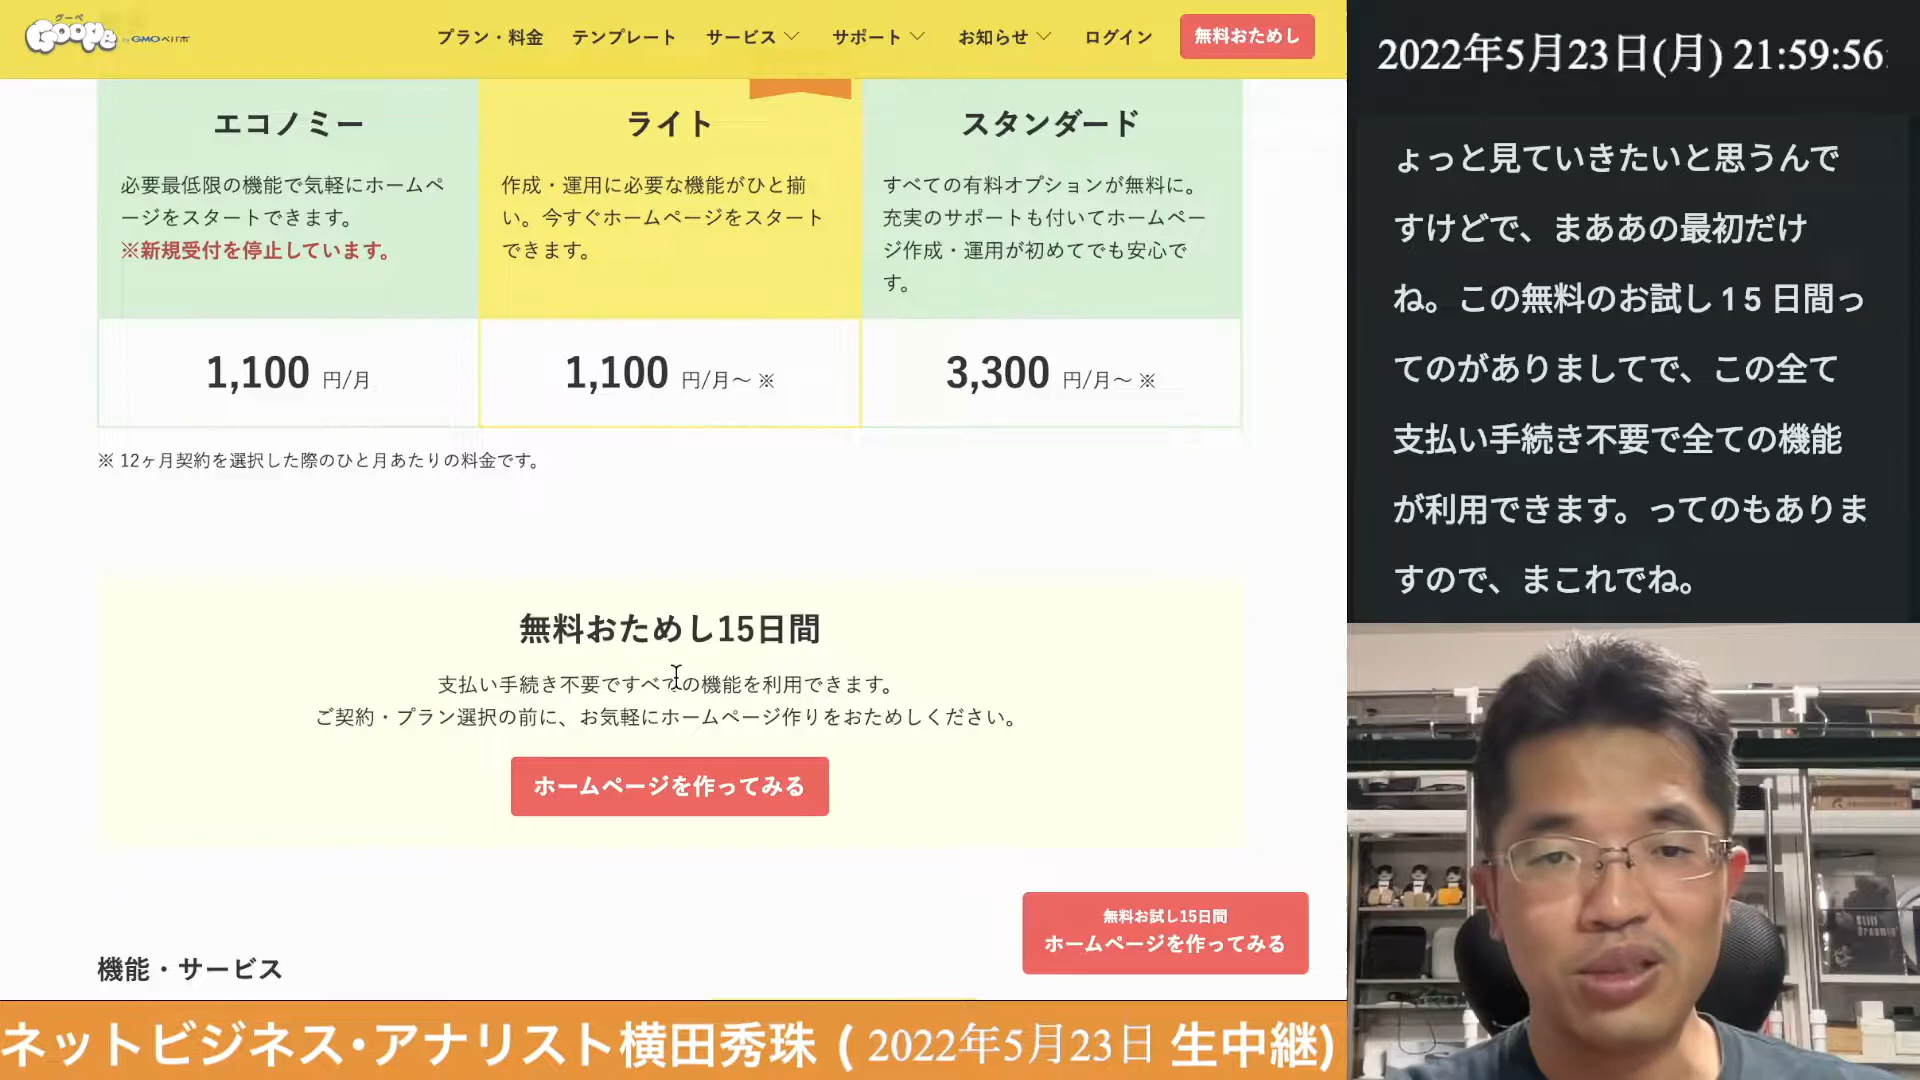 グーペ
Goope by GMOペパボ
プラン・料金 テンプレート サービス サポート お知らせ ログイン 無料おためし
エコノミー
必要最低限の機能で気軽にホームペ
ージをスタートできます。
※新規受付を停止しています。
1,100 円/月
ライト
作成・運用に必要な機能がひと揃
い。今すぐホームページをスタート
できます。
1,100 円/月〜 ※
スタンダード
すべての有料オプションが無料に。
充実のサポートも付いてホームペー
ジ作成・運用が初めてでも安心で
す。
3,300 円/月〜 ※
※ 12ヶ月契約を選択した際のひと月あたりの料金です。
無料おためし15日間
支払い手続き不要ですべての機能を利用できます。
ご契約・プラン選択の前に、お気軽にホームページ作りをおためしください。
ホームページを作ってみる
無料お試し15日間
ホームページを作ってみる
機能・サービス
2022年5月23日(月) 21:59:56
ょっと見ていきたいと思うんで
すけどで、まああの最初だけ
ね。この無料のお試し１５日間っ
てのがありましてで、この全て
支払い手続き不要で全ての機能
が利用できます。ってのもありま
すので、まこれでね。
ネットビジネス・アナリスト横田秀珠 ( 2022年5月23日 生中継)